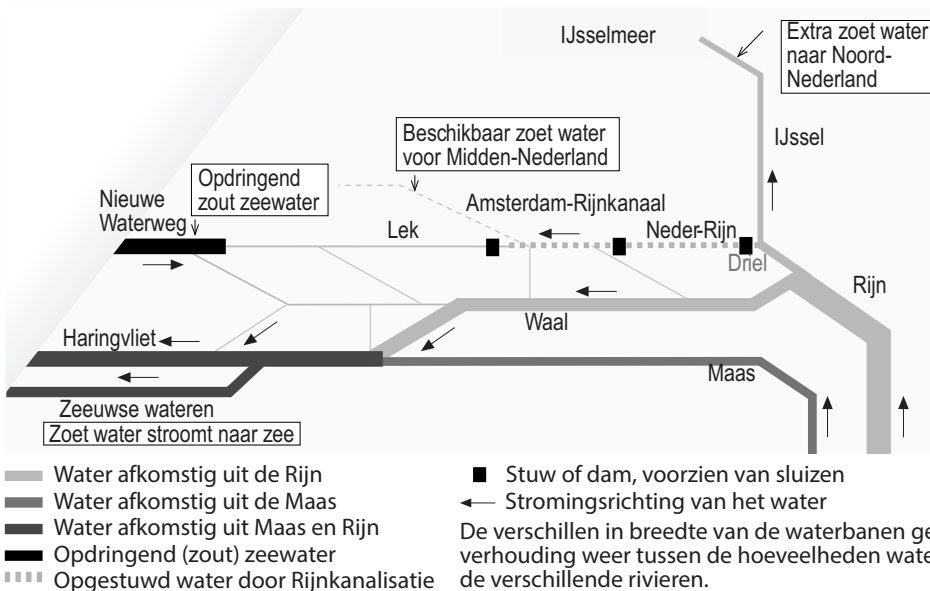 IJsselmeer
Extra zoet water
naar Noord-
Nederland
Beschikbaar zoet water
voor Midden-Nederland
IJssel
Opdringend
zout zeewater
Nieuwe
Waterweg
Amsterdam-Rijnkanaal
Lek
Neder-Rijn
Driel
Rijn
Waal
Haringvliet
Maas
Zeeuwse wateren
Zoet water stroomt naar zee
Water afkomstig uit de Rijn
Water afkomstig uit de Maas
Water afkomstig uit Maas en Rijn
Opdringend (zout) zeewater
Opgestuwd water door Rijnkanalisatie
Stuw of dam, voorzien van sluizen
Stromingsrichting van het water
De verschillen in breedte van de waterbanen
verhouding weer tussen de hoeveelheden
de verschillende rivieren.